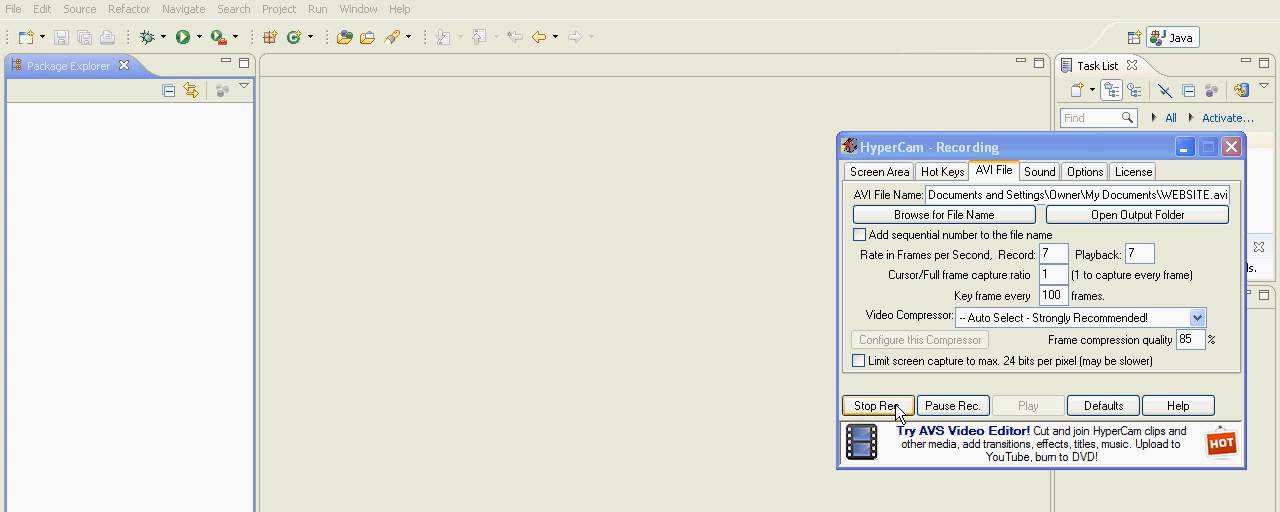 File Edit Source Refactor Navigate Search Project Run Window Help
Java
Package Explorer
Task List
Find
All
Activate...
HyperCam - Recording
Screen Area Hot Keys AVI File Sound Options License
AVI File Name: Documents and Settings\Owner\My Documents\WEBSITE.avi
Browse for File Name Open Output Folder
Add sequential number to the file name
Rate in Frames per Second, Record: 7 Playback: 7
Cursor/Full frame capture ratio 1 (1 to capture every frame)
Key frame every 100 frames.
Video Compressor: -- Auto Select - Strongly Recommended!
Configure this Compressor Frame compression quality 85 %
Limit screen capture to max. 24 bits per pixel (may be slower)
Stop Rec. Pause Rec. Play Defaults Help
Try AVS Video Editor! Cut and join HyperCam clips and
other media, add transitions, effects, titles, music. Upload to
YouTube, burn to DVD!
HOT